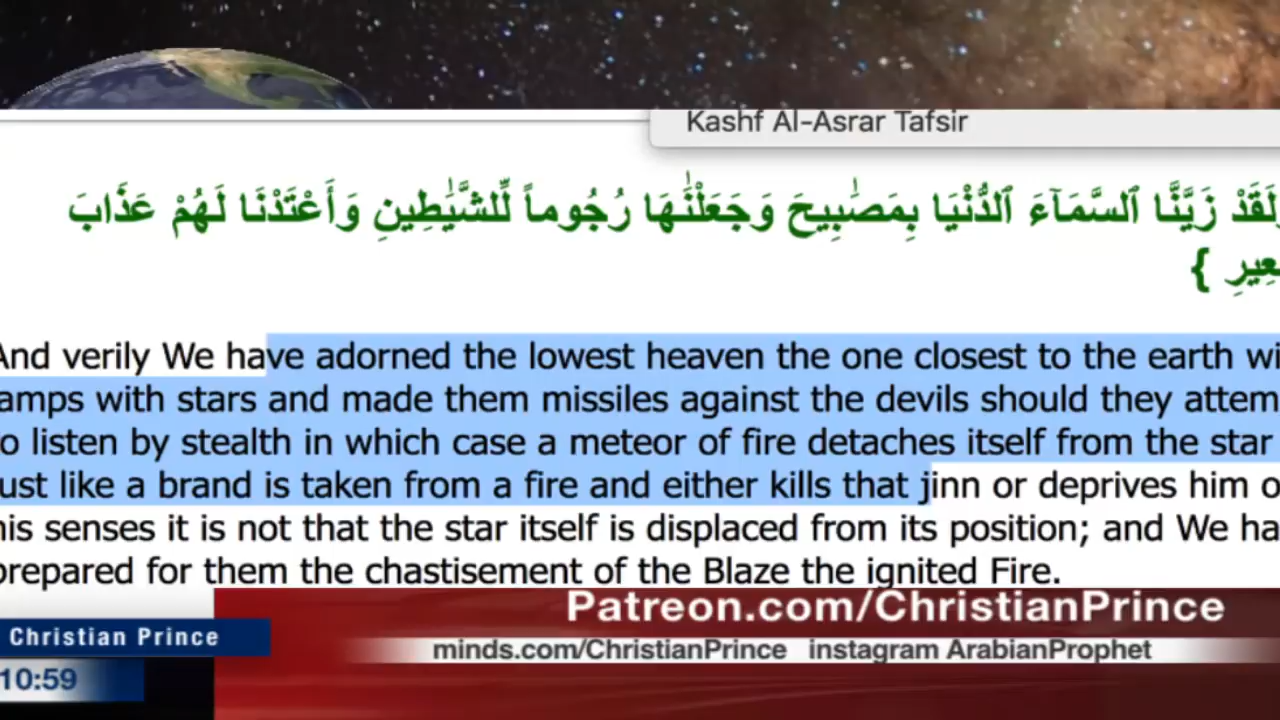 Kashf Al-Asrar Tafsir
لَقَدْ زَيَّنَّا ٱلسَّمَآءَ ٱلدُّنْيَا بِمَصَٰبِيحَ وَجَعَلْنَٰهَا رُجُوماً لِّلشَّيَٰطِينِ وَأَعْتَدْنَا لَهُمْ عَذَابَ
عِيرِ }
And verily We have adorned the lowest heaven the one closest to the earth wi
amps with stars and made them missiles against the devils should they attem
o listen by stealth in which case a meteor of fire detaches itself from the star
ust like a brand is taken from a fire and either kills that jinn or deprives him o
his senses it is not that the star itself is displaced from its position; and We ha
prepared for them the chastisement of the Blaze the ignited Fire.
Patreon.com/ChristianPrince
Christian Prince
minds.com/ChristianPrince instagram ArabianProphet
10:59